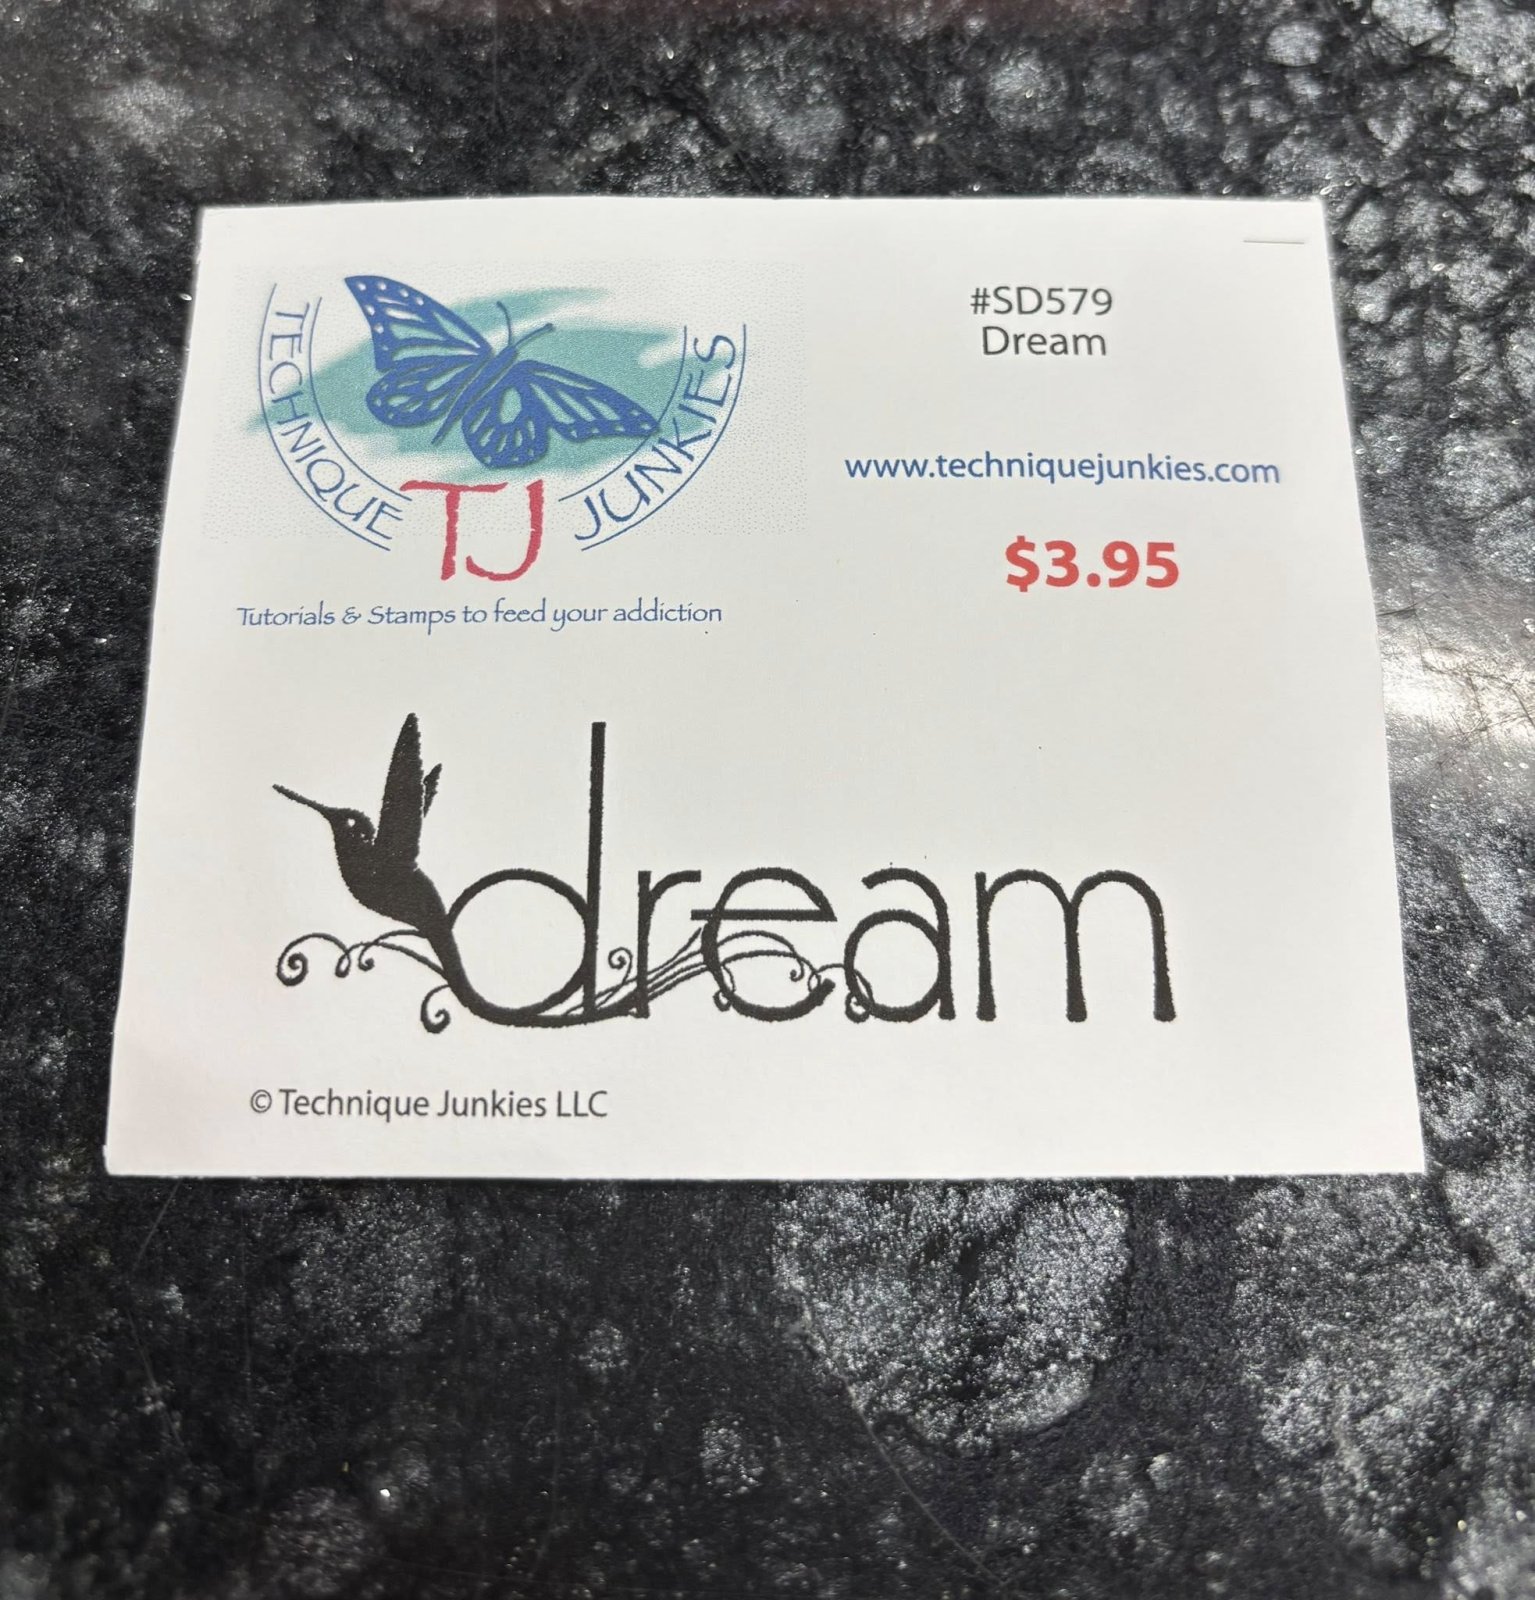 TECHNIQUE JUNKIES
TJ
Tutorials & Stamps to feed your addiction
#SD579
Dream
www.techniquejunkies.com
$3.95
dream
© Technique Junkies LLC